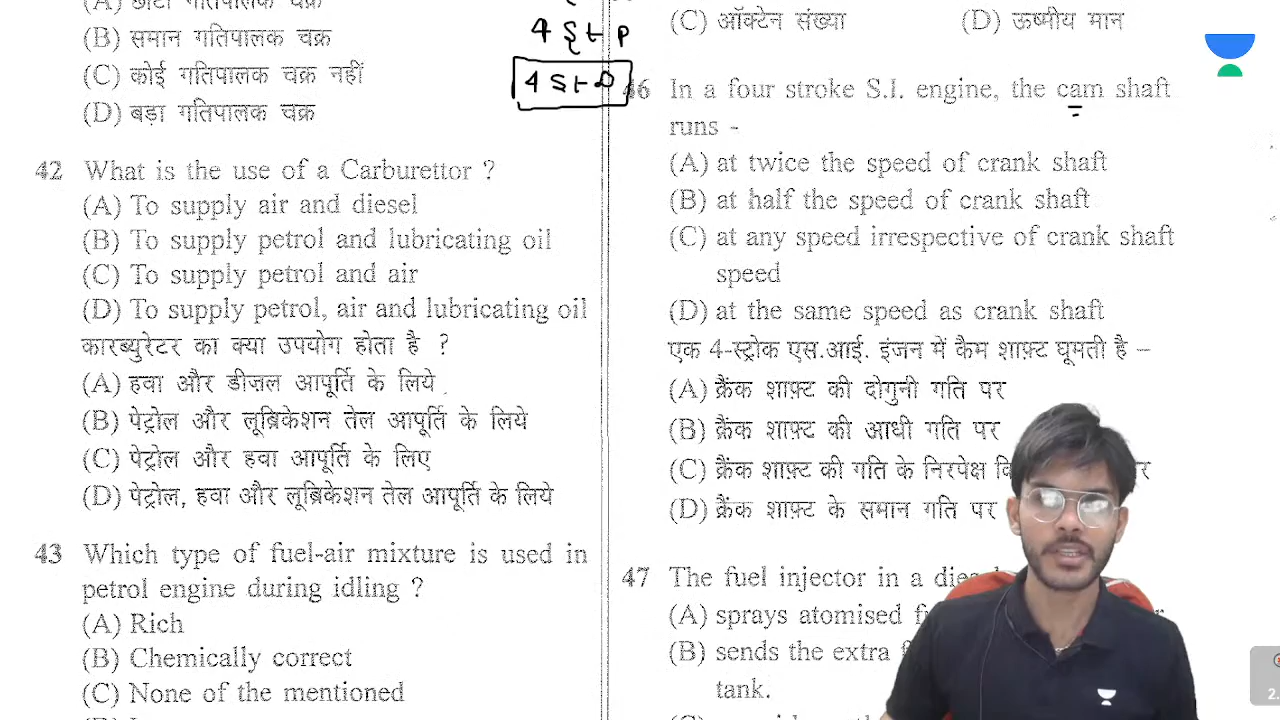 (A) छोटा गतिपालक चक्र
(B) समान गतिपालक चक्र
(C) कोई गतिपालक चक्र नहीं
(D) बड़ा गतिपालक चक्र
42 What is the use of a Carburettor ?
(A) To supply air and diesel
(B) To supply petrol and lubricating oil
(C) To supply petrol and air
(D) To supply petrol, air and lubricating oil
कारब्युरेटर का क्या उपयोग होता है ?
(A) हवा और डीजल आपूर्ति के लिये
(B) पेट्रोल और लूब्रिकेशन तेल आपूर्ति के लिये
(C) पेट्रोल और हवा आपूर्ति के लिए
(D) पेट्रोल, हवा और लूब्रिकेशन तेल आपूर्ति के लिये
43 Which type of fuel-air mixture is used in
petrol engine during idling ?
(A) Rich
(B) Chemically correct
(C) None of the mentioned
4 St P
4 St D
(C) ऑक्टेन संख्या (D) ऊष्मीय मान
46 In a four stroke S.I. engine, the cam shaft
runs -
(A) at twice the speed of crank shaft
(B) at half the speed of crank shaft
(C) at any speed irrespective of crank shaft
speed
(D) at the same speed as crank shaft
एक 4-स्ट्रोक एस.आई. इंजन में कैम शाफ़्ट घूमती है –
(A) क्रैंक शाफ़्ट की दोगुनी गति पर
(B) क्रैंक शाफ़्ट की आधी गति पर
(C) क्रैंक शाफ़्ट की गति के निरपेक्ष
(D) क्रैंक शाफ़्ट के समान गति पर
47 The fuel injector in a
(A) sprays atomised
(B) sends the extra
tank.